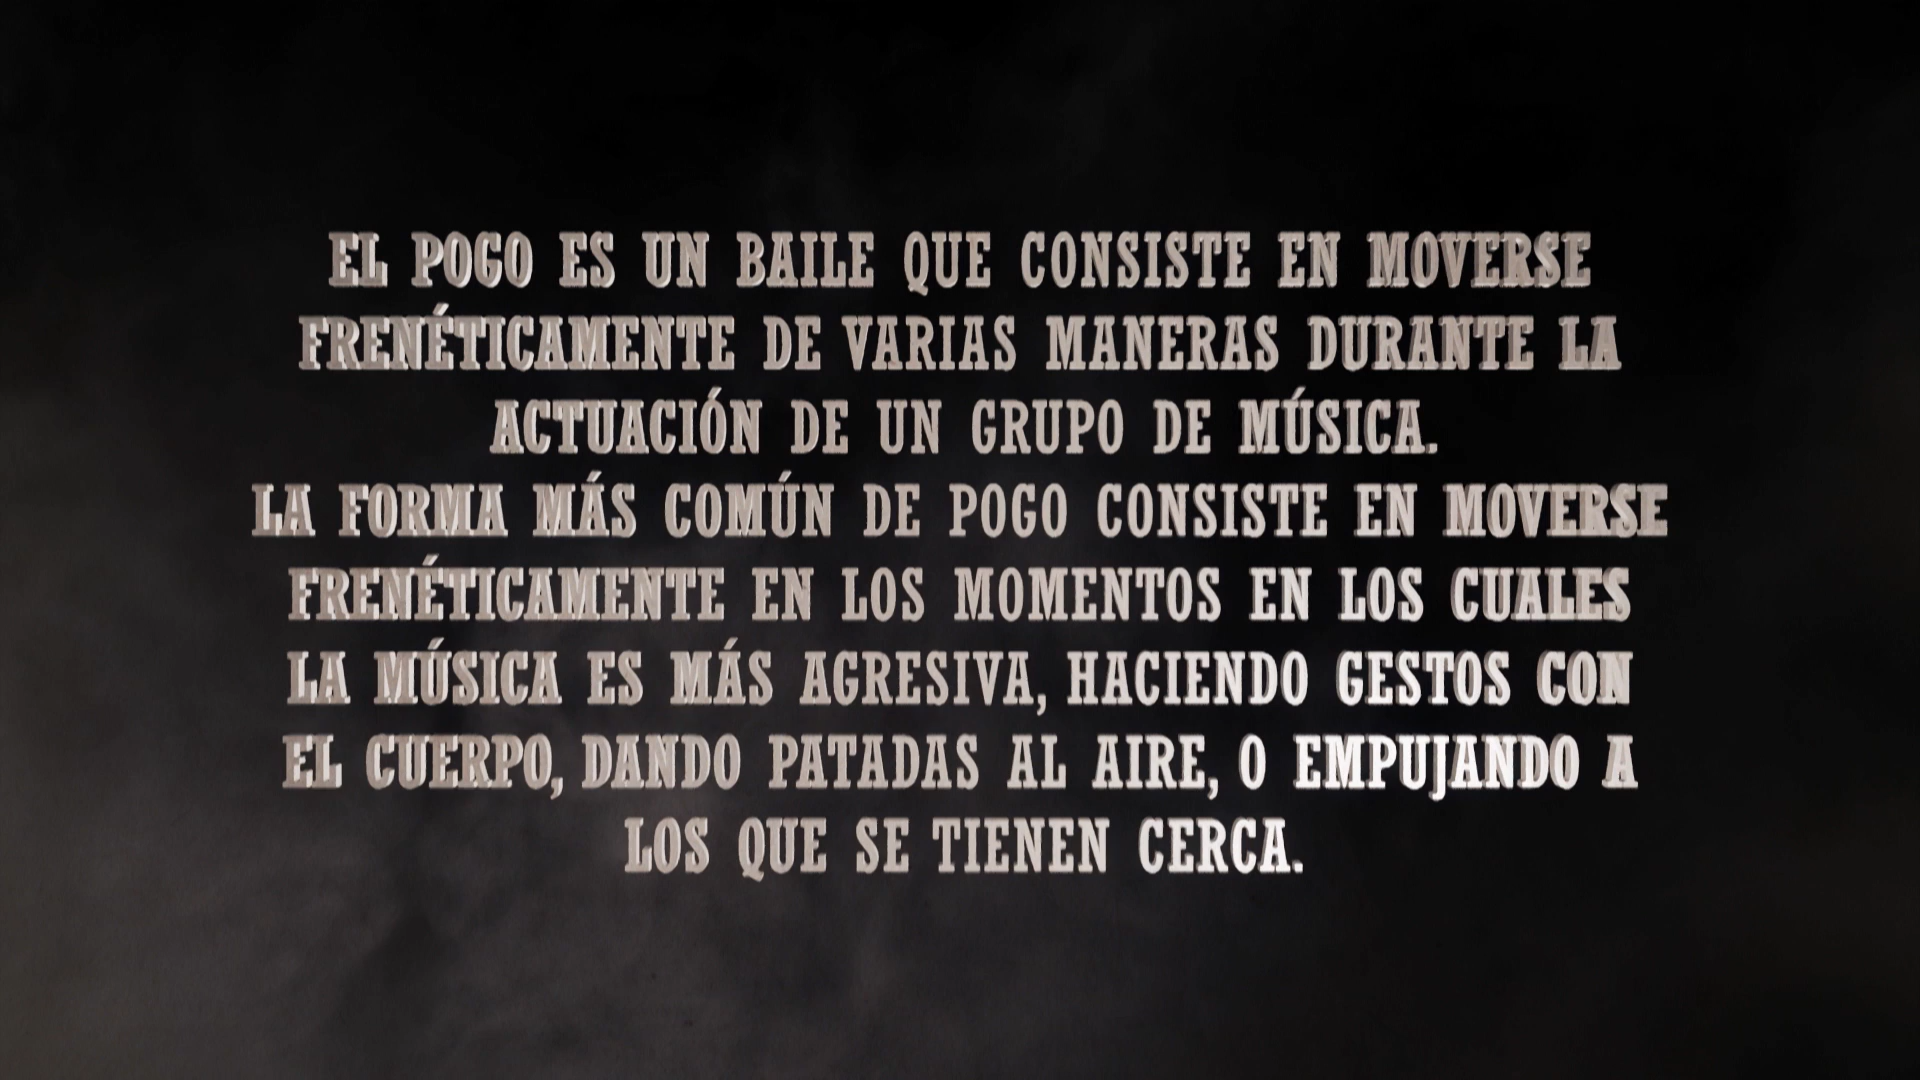 EL POGO ES UN BAILE QUE CONSISTE EN MOVERSE
FRENÉTICAMENTE DE VARIAS MANERAS DURANTE LA
ACTUACIÓN DE UN GRUPO DE MÚSICA.
LA FORMA MÁS COMÚN DE POGO CONSISTE EN MOVERSE
FRENÉTICAMENTE EN LOS MOMENTOS EN LOS CUALES
LA MÚSICA ES MÁS AGRESIVA, HACIENDO GESTOS CON
EL CUERPO, DANDO PATADAS AL AIRE, O EMPUJANDO A
LOS QUE SE TIENEN CERCA.